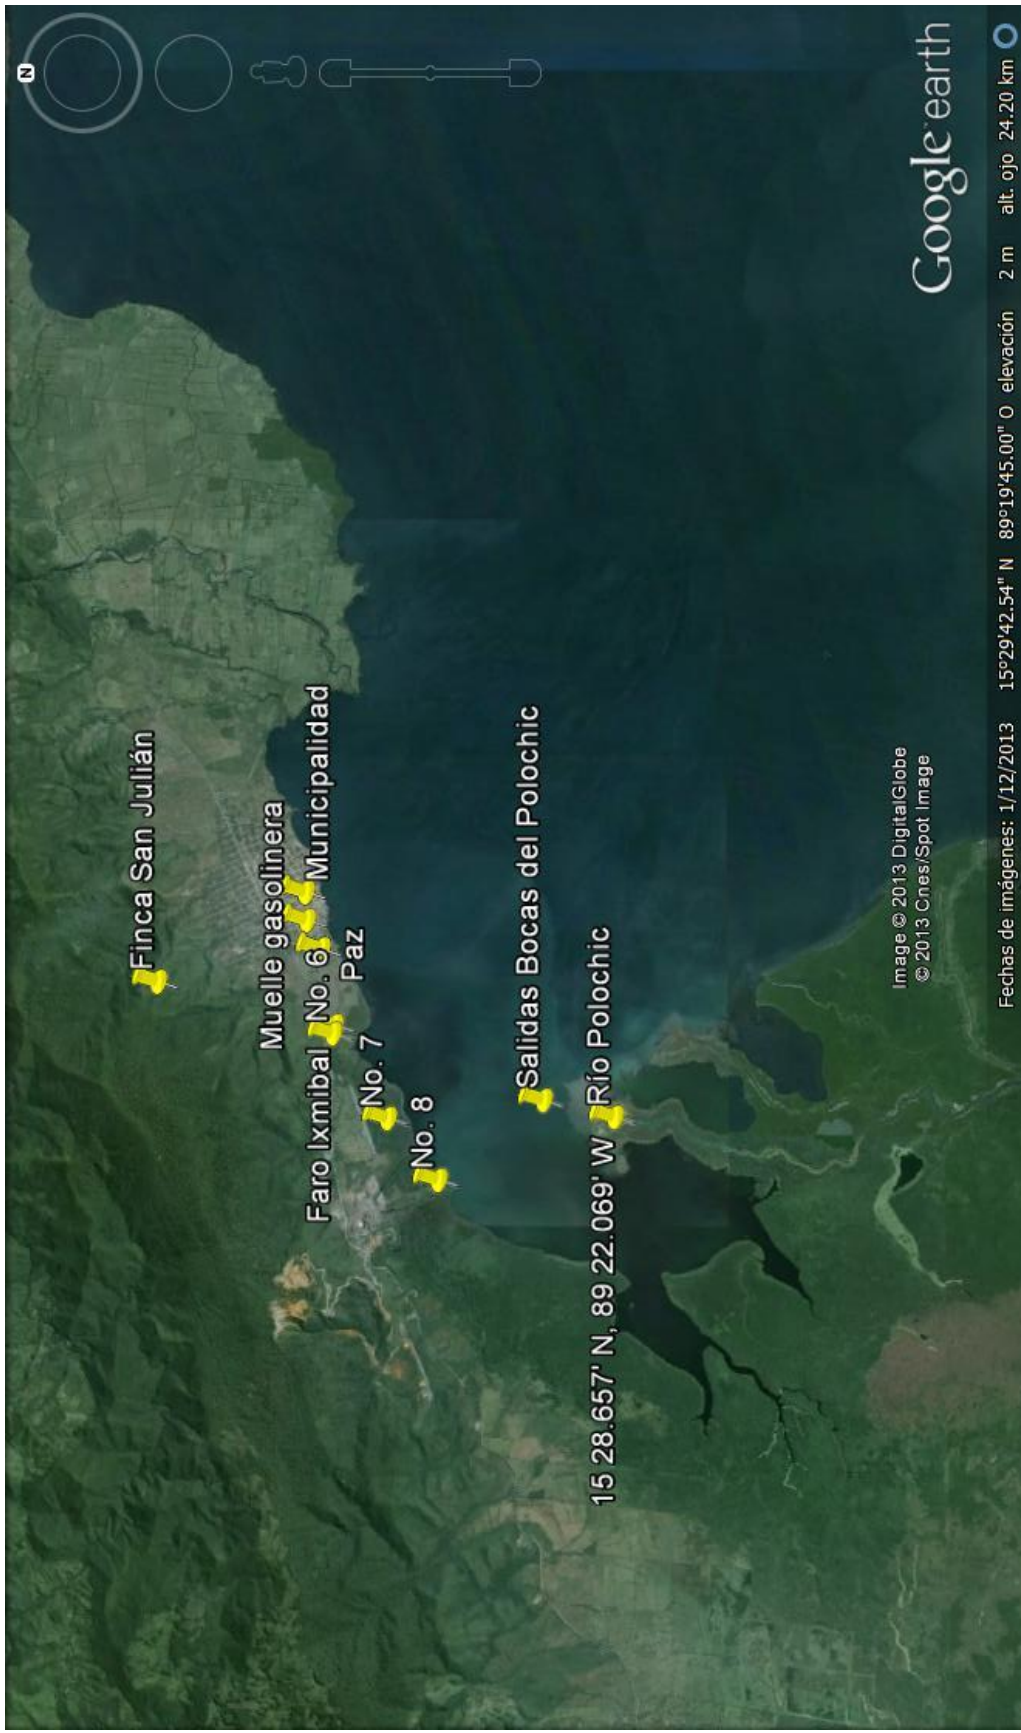 N
Finca San Julián
Muelle gasolinera
Municipalidad
Faro Ixmibal
No. 6
Paz
No. 7
No. 8
Salidas Bocas del Polochic
15 28.657' N, 89 22.069' W
Río Polochic
Image © 2013 DigitalGlobe
© 2013 Cnes/Spot Image
Google earth
Fechas de imágenes: 1/12/2013 15°29'42.54" N 89°19'45.00" O elevación 2 m alt. ojo 24.20 km